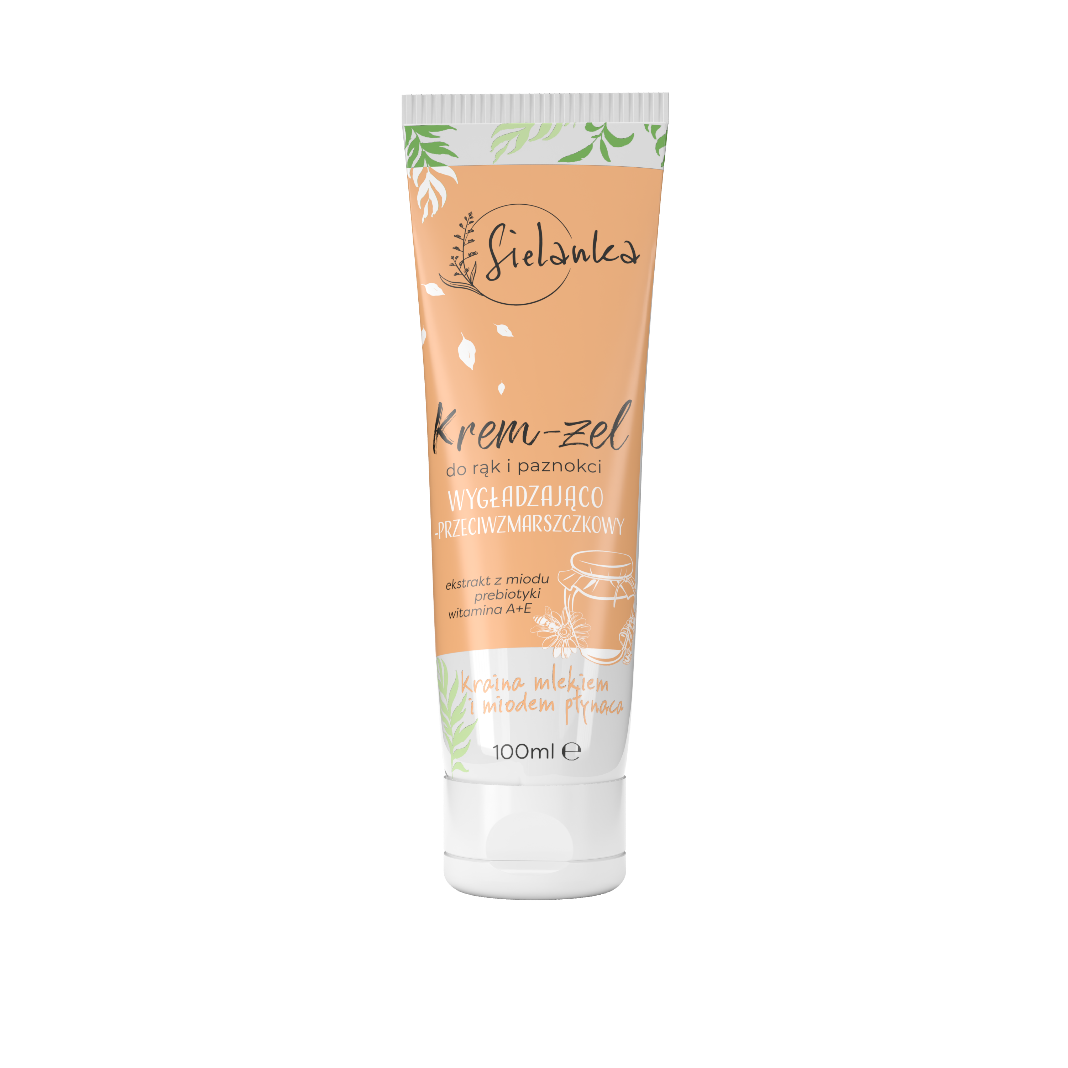 Sielanka
Krem-zel
do rąk i paznokci
WYGŁADZAJĄCO
-PRZECIWZMARSZCZKOWY
ekstrakt z miodu
prebiotyki
witamina A+E
Kraina mlekiem
i miodem płynąca
100ml ℮